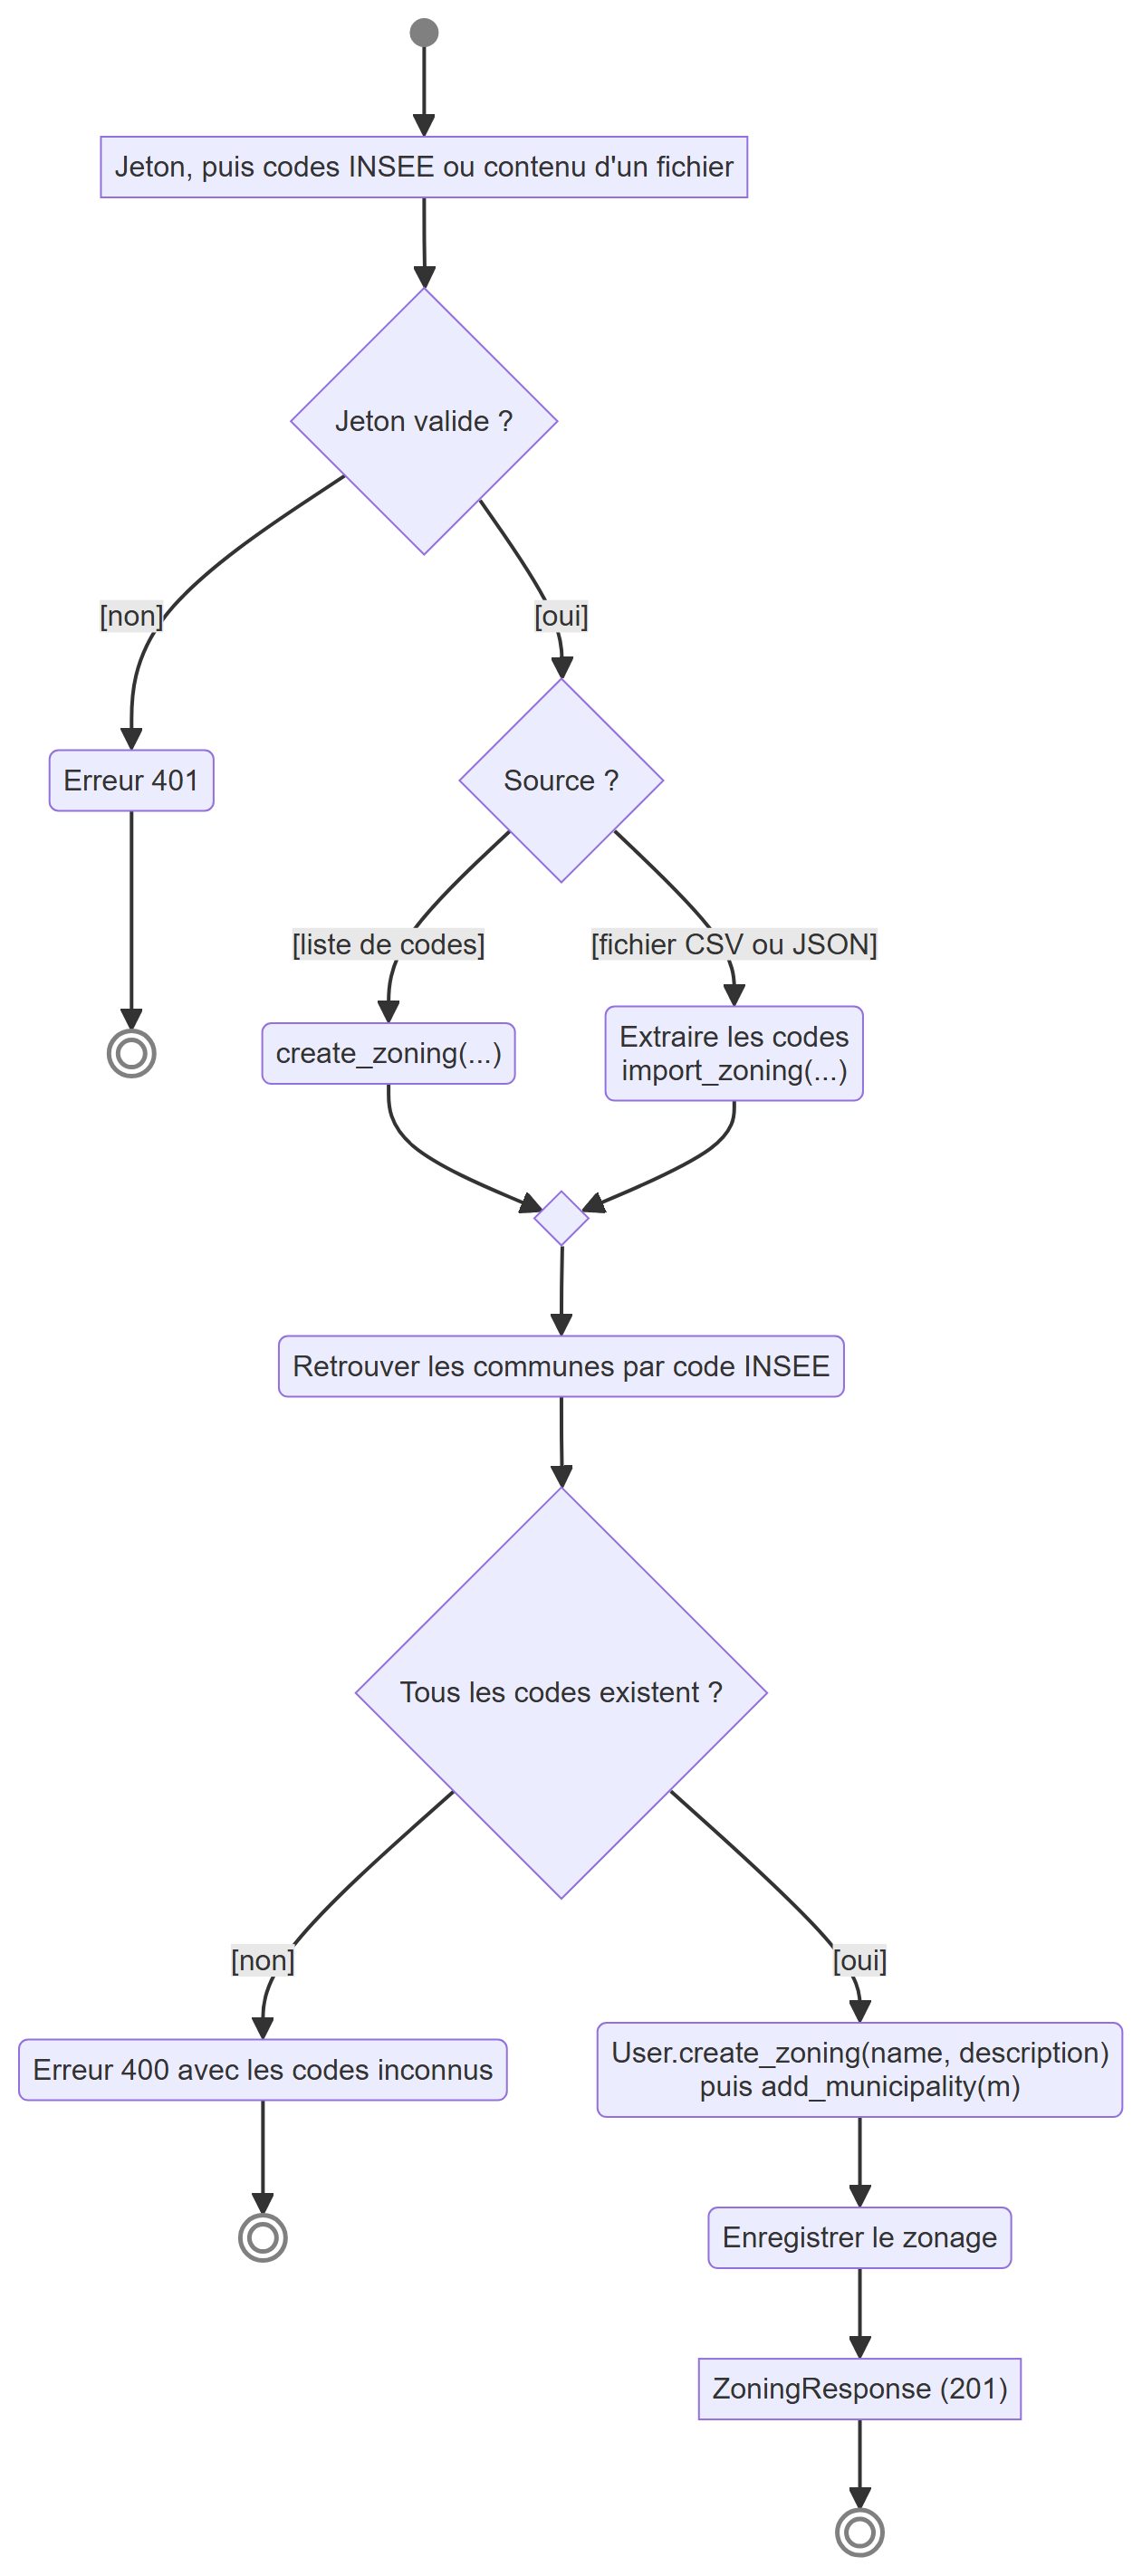 Jeton, puis codes INSEE ou contenu d'un fichier
Jeton valide ?
[non]
[oui]
Erreur 401
Source ?
[liste de codes]
[fichier CSV ou JSON]
create_zoning(...)
Extraire les codes
import_zoning(...)
Retrouver les communes par code INSEE
Tous les codes existent ?
[non]
[oui]
Erreur 400 avec les codes inconnus
User.create_zoning(name, description)
puis add_municipality(m)
Enregistrer le zonage
ZoningResponse (201)